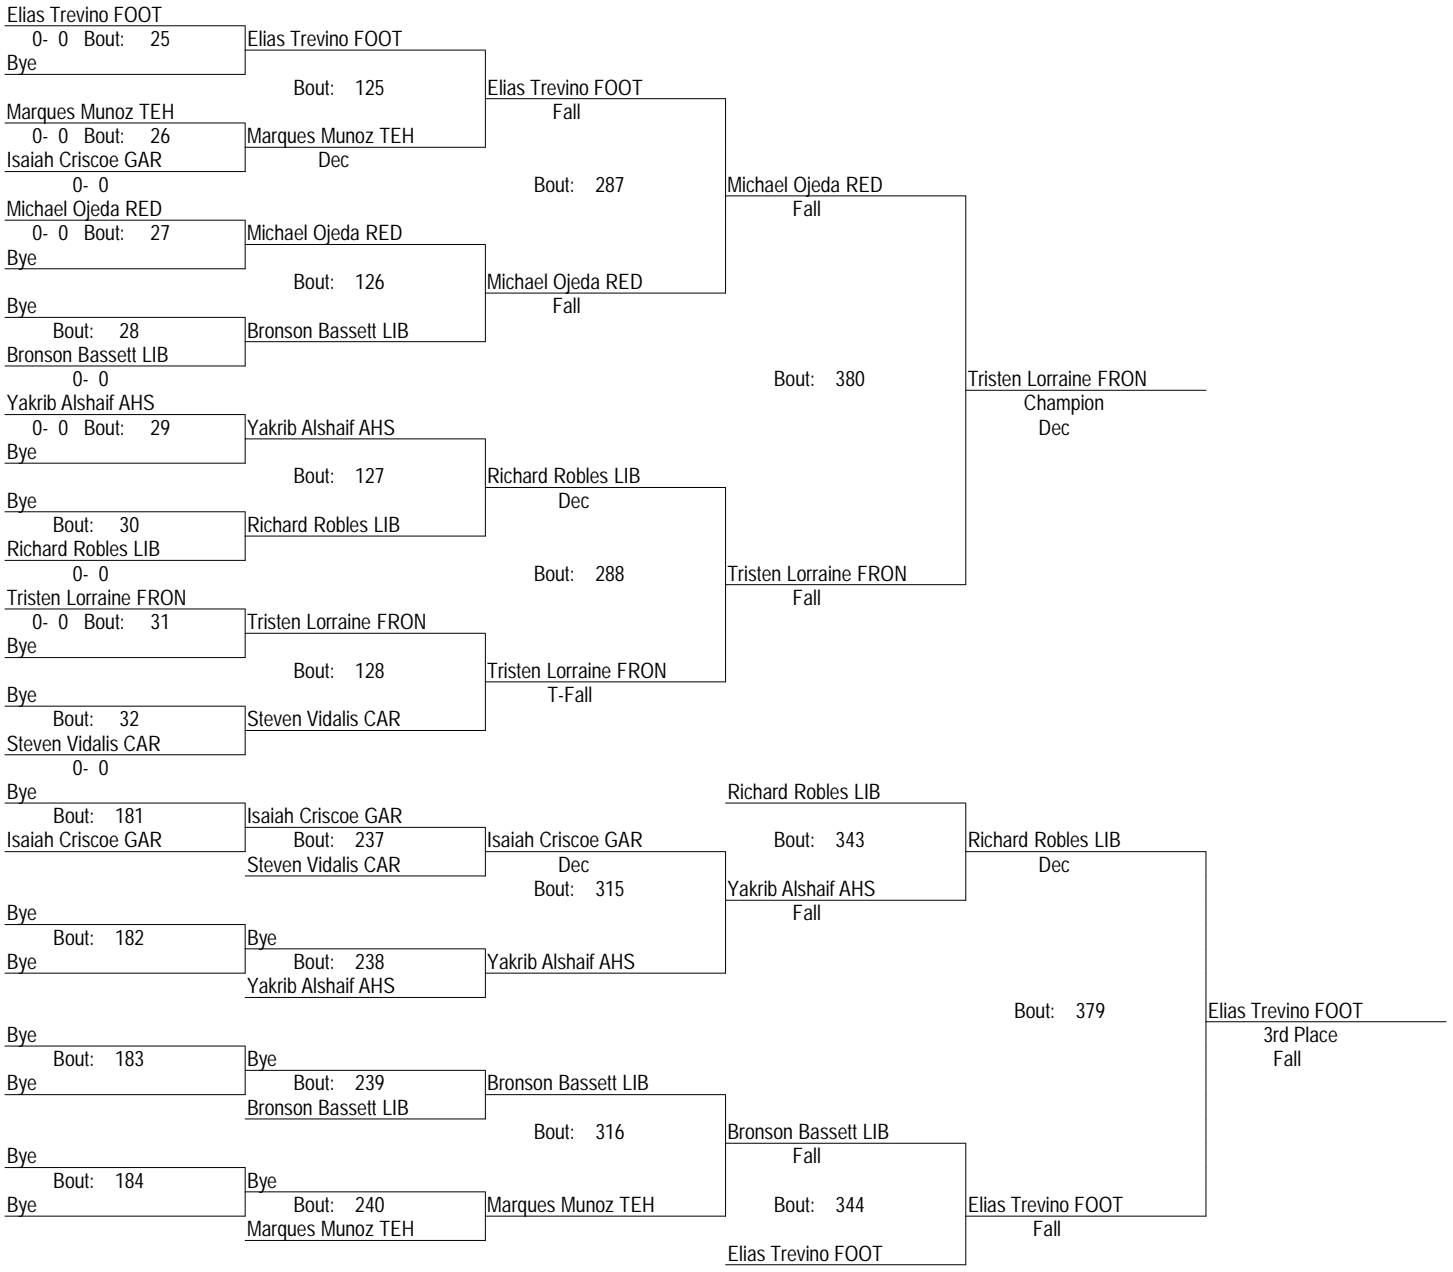 Elias Trevino FOOT
0- 0 Bout: 25 Elias Trevino FOOT
Bye
Bout: 125 Elias Trevino FOOT
Marques Munoz TEH Fall
0- 0 Bout: 26 Marques Munoz TEH
Isaiah Criscoe GAR Dec
0- 0 Bout: 287 Michael Ojeda RED
Michael Ojeda RED Fall
0- 0 Bout: 27 Michael Ojeda RED
Bye
Bout: 126 Michael Ojeda RED
Bye Fall
Bout: 28 Bronson Bassett LIB
Bronson Bassett LIB
0- 0 Bout: 380 Tristen Lorraine FRON
Yakrib Alshaif AHS Champion
0- 0 Bout: 29 Yakrib Alshaif AHS Dec
Bye
Bout: 127 Richard Robles LIB
Bye Dec
Bout: 30 Richard Robles LIB
Richard Robles LIB
0- 0 Bout: 288 Tristen Lorraine FRON
Tristen Lorraine FRON Fall
0- 0 Bout: 31 Tristen Lorraine FRON
Bye
Bout: 128 Tristen Lorraine FRON
Bye T-Fall
Bout: 32 Steven Vidalis CAR
Steven Vidalis CAR
0- 0
Bye Richard Robles LIB
Bout: 181 Isaiah Criscoe GAR
Isaiah Criscoe GAR Bout: 237 Isaiah Criscoe GAR Bout: 343 Richard Robles LIB
Steven Vidalis CAR Dec Dec
Bout: 315 Yakrib Alshaif AHS
Bye Fall
Bout: 182 Bye
Bye Bout: 238 Yakrib Alshaif AHS
Yakrib Alshaif AHS
Bout: 379 Elias Trevino FOOT
Bye 3rd Place
Bout: 183 Bye Fall
Bye Bout: 239 Bronson Bassett LIB
Bronson Bassett LIB
Bout: 316 Bronson Bassett LIB
Bye Fall
Bout: 184 Bye
Bye Bout: 240 Marques Munoz TEH Bout: 344 Elias Trevino FOOT
Marques Munoz TEH Fall
Elias Trevino FOOT